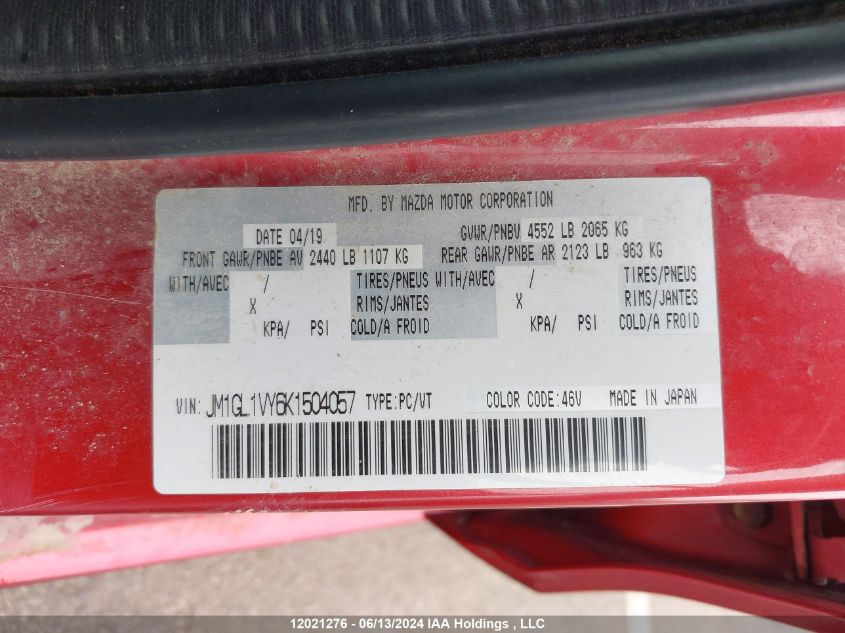 MFD. BY MAZDA MOTOR CORPORATION
DATE 04/19 GVWR/PNBV 4552 LB 2065 KG
FRONT GAWR/PNBE AV 2440 LB 1107 KG REAR GAWR/PNBE AR 2123 LB 963 KG
WITH/AVEC / TIRES/PNEUS WITH/AVEC / TIRES/PNEUS
X RIMS/JANTES X RIMS/JANTES
KPA/ PSI COLD/A FROID KPA/ PSI COLD/A FROID
VIN: JM1GL1VY6K1504057 TYPE:PC/VT COLOR CODE:46V MADE IN JAPAN
12021276 - 06/13/2024 IAA Holdings , LLC